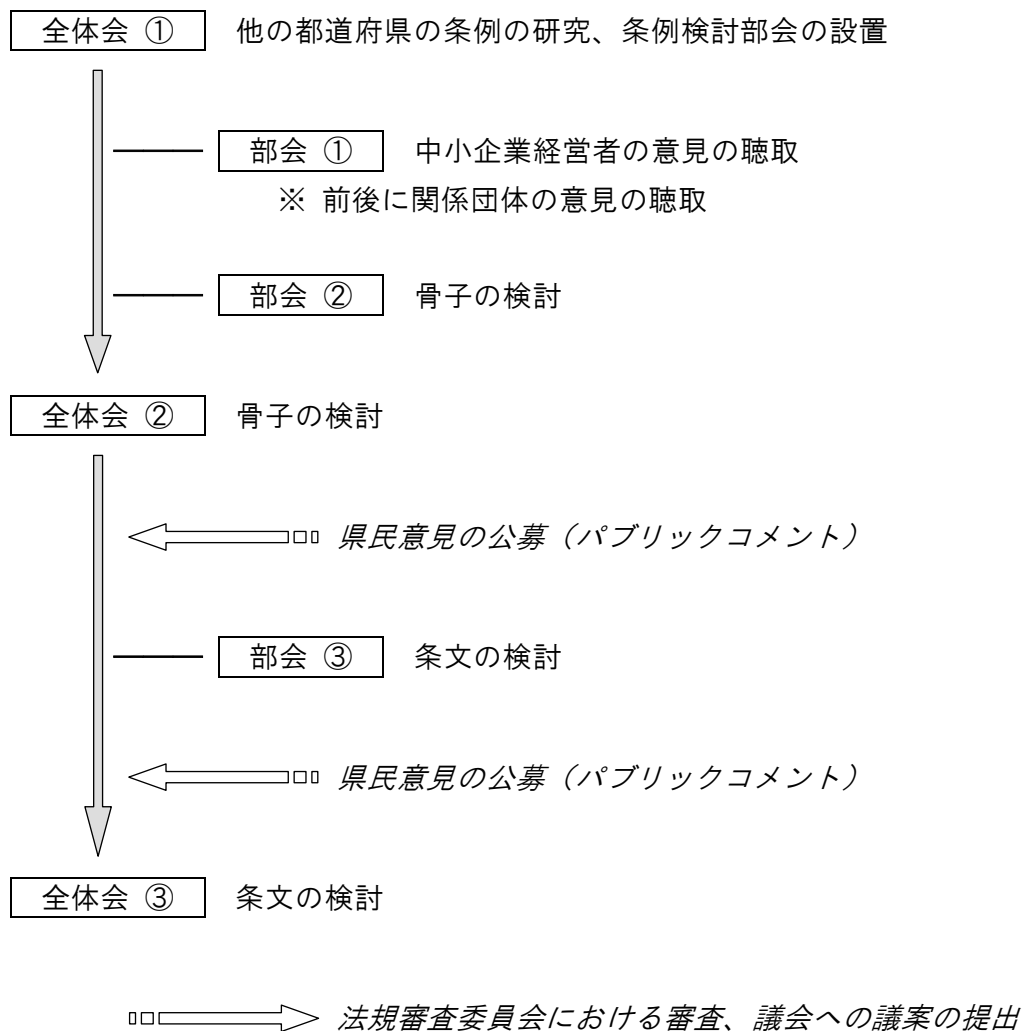 全体会 ① 他の都道府県の条例の研究、条例検討部会の設置
部会 ① 中小企業経営者の意見の聴取
※ 前後に関係団体の意見の聴取
部会 ② 骨子の検討
全体会 ② 骨子の検討
県民意見の公募（パブリックコメント）
部会 ③ 条文の検討
県民意見の公募（パブリックコメント）
全体会 ③ 条文の検討
法規審査委員会における審査、議会への議案の提出